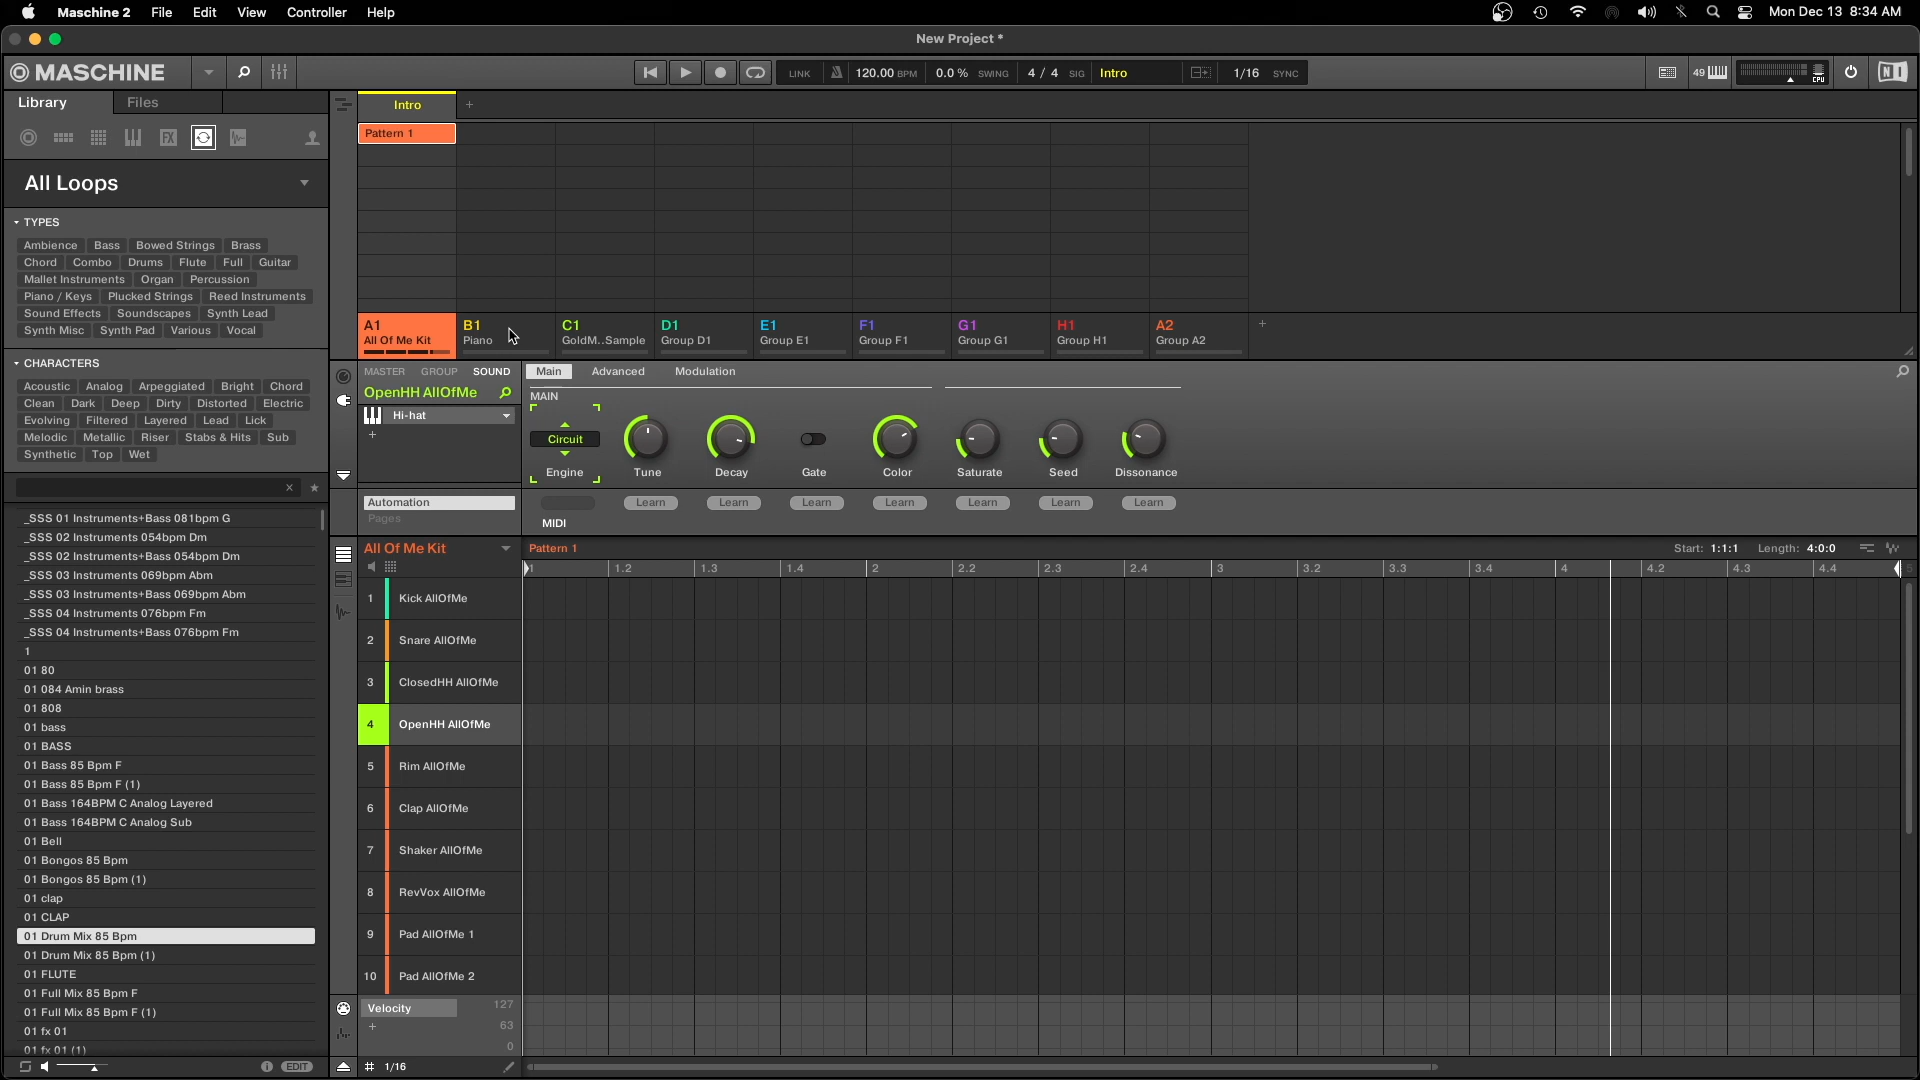 Maschine 2 File Edit View Controller Help Mon Dec 13 8:34 AM
New Project *
MASCHINE LINK 120.00 BPM 0.0 % SWING 4 / 4 SIG Intro 1/16 SYNC 49 CPU NI
Library Files
Intro +
Pattern 1
FX
All Loops
TYPES
Ambience Bass Bowed Strings Brass
Chord Combo Drums Flute Full Guitar
Mallet Instruments Organ Percussion
Piano / Keys Plucked Strings Reed Instruments
Sound Effects Soundscapes Synth Lead
Synth Misc Synth Pad Various Vocal
CHARACTERS
Acoustic Analog Arpeggiated Bright Chord
Clean Dark Deep Dirty Distorted Electric
Evolving Filtered Layered Lead Lick
Melodic Metallic Riser Stabs & Hits Sub
Synthetic Top Wet
_SSS 01 Instruments+Bass 081bpm G
_SSS 02 Instruments 054bpm Dm
_SSS 02 Instruments+Bass 054bpm Dm
_SSS 03 Instruments 069bpm Abm
_SSS 03 Instruments+Bass 069bpm Abm
_SSS 04 Instruments 076bpm Fm
_SSS 04 Instruments+Bass 076bpm Fm
1
01 80
01 084 Amin brass
01 808
01 bass
01 BASS
01 Bass 85 Bpm F
01 Bass 85 Bpm F (1)
01 Bass 164BPM C Analog Layered
01 Bass 164BPM C Analog Sub
01 Bell
01 Bongos 85 Bpm
01 Bongos 85 Bpm (1)
01 clap
01 CLAP
01 Drum Mix 85 Bpm
01 Drum Mix 85 Bpm (1)
01 FLUTE
01 Full Mix 85 Bpm F
01 Full Mix 85 Bpm F (1)
01 fx 01
01 fx 01 (1)
EDIT
A1 B1 C1 D1 E1 F1 G1 H1 A2 +
All Of Me Kit Piano GoldM..Sample Group D1 Group E1 Group F1 Group G1 Group H1 Group A2
MASTER GROUP SOUND Main Advanced Modulation
OpenHH AllOfMe
MAIN
Hi-hat
+
Circuit
Engine Tune Decay Gate Color Saturate Seed Dissonance
Automation Learn Learn Learn Learn Learn Learn Learn
Pages MIDI
All Of Me Kit Pattern 1 Start: 1:1:1 Length: 4:0:0
1 1.2 1.3 1.4 2 2.2 2.3 2.4 3 3.2 3.3 3.4 4 4.2 4.3 4.4 5
1 Kick AllOfMe
2 Snare AllOfMe
3 ClosedHH AllOfMe
4 OpenHH AllOfMe
5 Rim AllOfMe
6 Clap AllOfMe
7 Shaker AllOfMe
8 RevVox AllOfMe
9 Pad AllOfMe 1
10 Pad AllOfMe 2
Velocity 127
+ 63
0
1/16